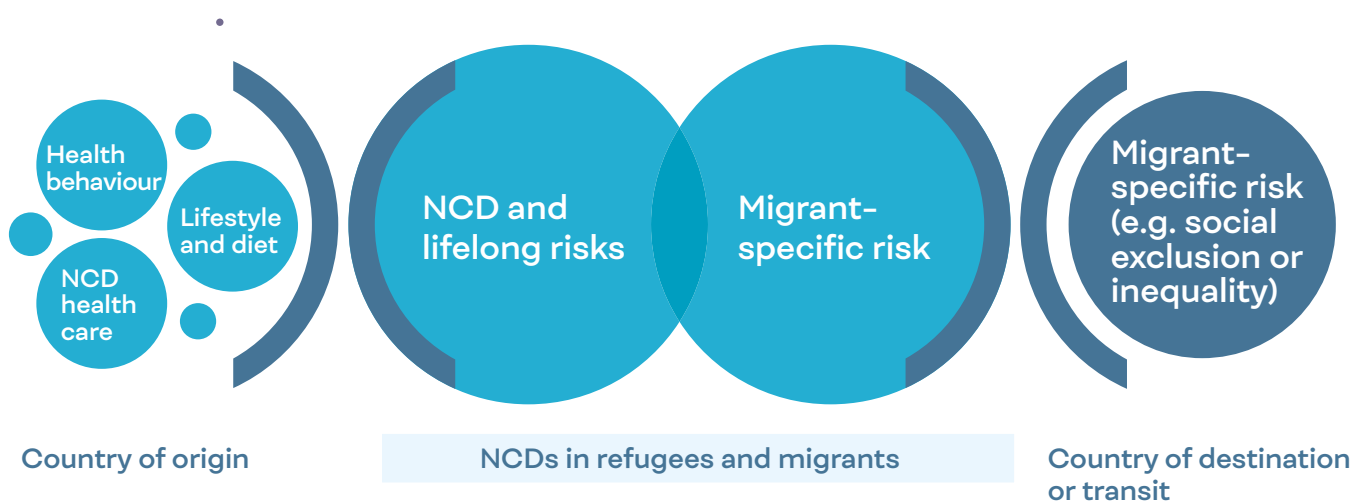 Health
behaviour
Lifestyle
and diet
NCD
health
care
NCD and
lifelong risks
Migrant-
specific risk
Migrant-
specific risk
(e.g. social
exclusion or
inequality)
Country of origin
NCDs in refugees and migrants
Country of destination
or transit